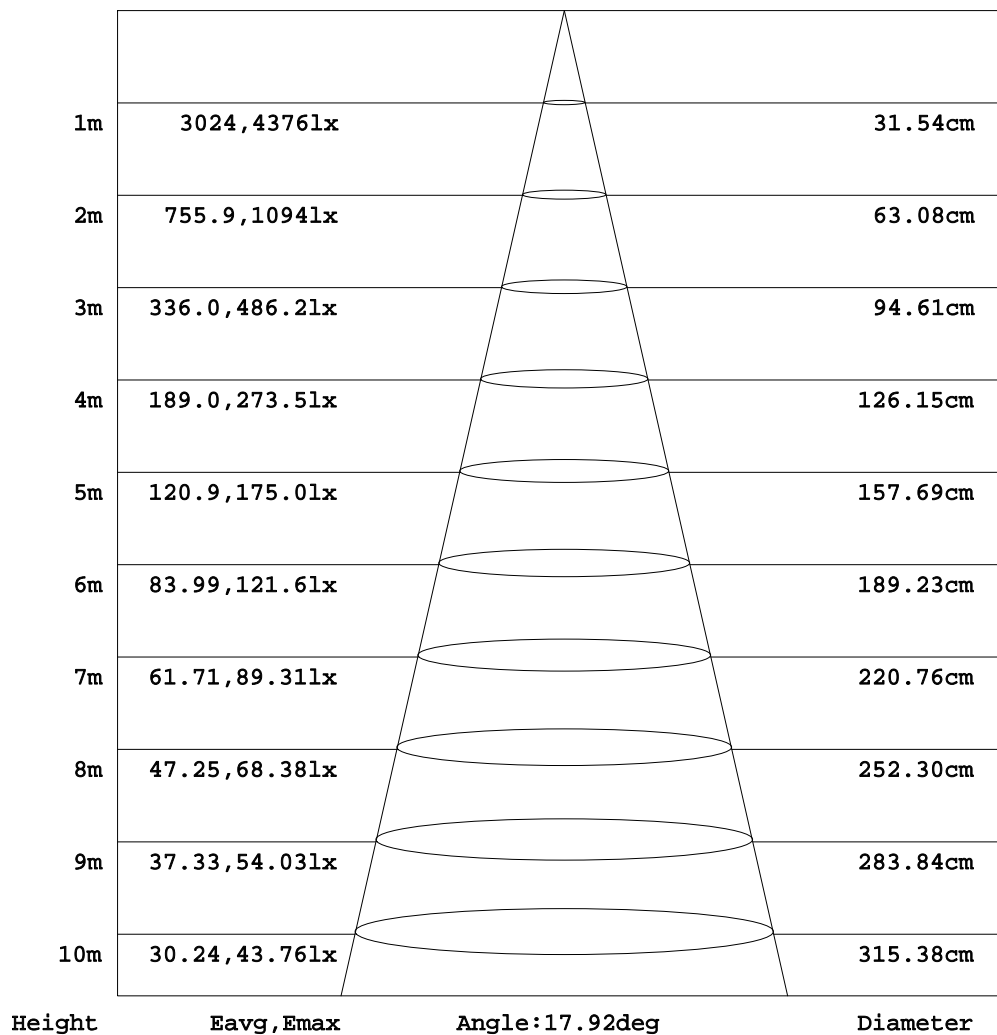 1m 3024,4376lx 31.54cm
2m 755.9,1094lx 63.08cm
3m 336.0,486.2lx 94.61cm
4m 189.0,273.5lx 126.15cm
5m 120.9,175.0lx 157.69cm
6m 83.99,121.6lx 189.23cm
7m 61.71,89.31lx 220.76cm
8m 47.25,68.38lx 252.30cm
9m 37.33,54.03lx 283.84cm
10m 30.24,43.76lx 315.38cm
Height Eavg,Emax Angle:17.92deg Diameter